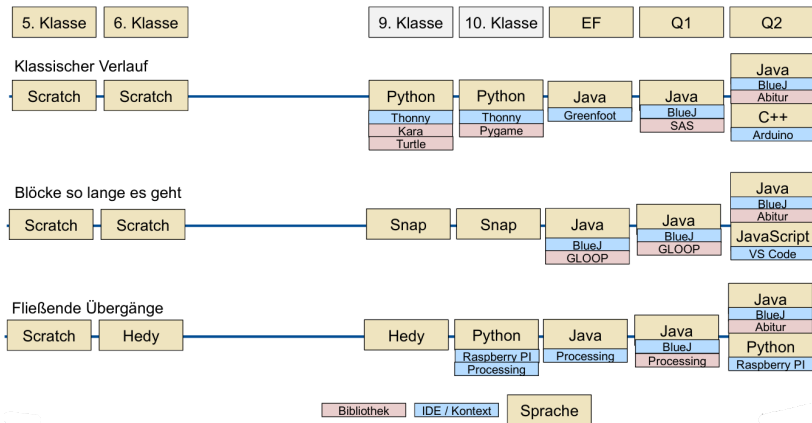 5. Klasse 6. Klasse 9. Klasse 10. Klasse EF Q1 Q2
Klassischer Verlauf
Scratch Scratch Python Python Java Java Java
Thonny Thonny Greenfoot BlueJ BlueJ
Kara Pygame SAS Abitur
Turtle C++
Arduino
Blöcke so lange es geht
Scratch Scratch Snap Snap Java Java Java
BlueJ BlueJ BlueJ
GLOOP GLOOP Abitur
JavaScript
VS Code
Fließende Übergänge
Scratch Hedy Hedy Python Java Java Java
Raspberry PI Processing BlueJ BlueJ
Processing Processing Abitur
Python
Raspberry PI
Bibliothek IDE / Kontext Sprache